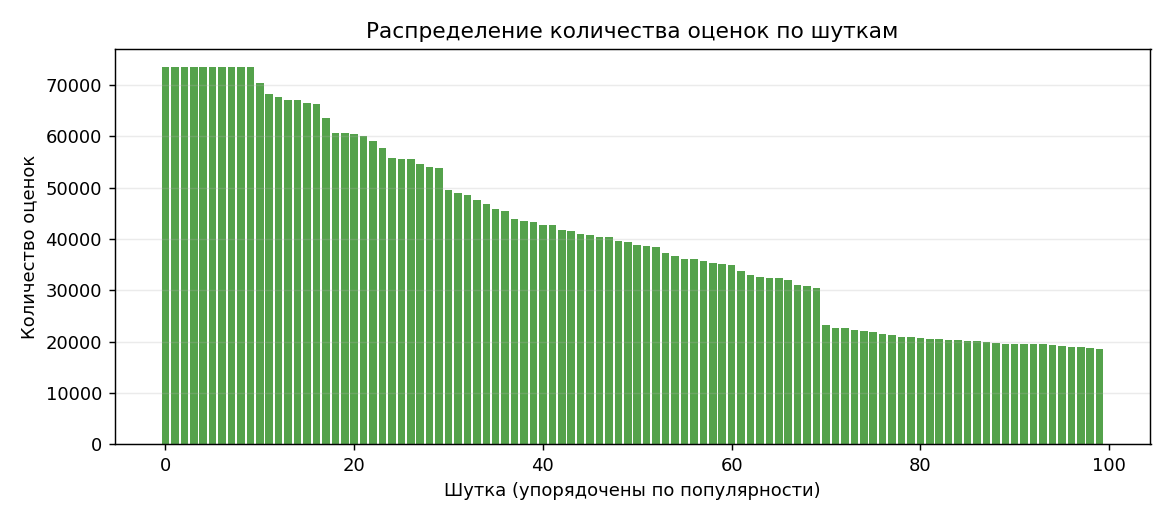 Распределение количества оценок по шуткам
Количество оценок
70000
60000
50000
40000
30000
20000
10000
0
0 20 40 60 80 100
Шутка (упорядочены по популярности)